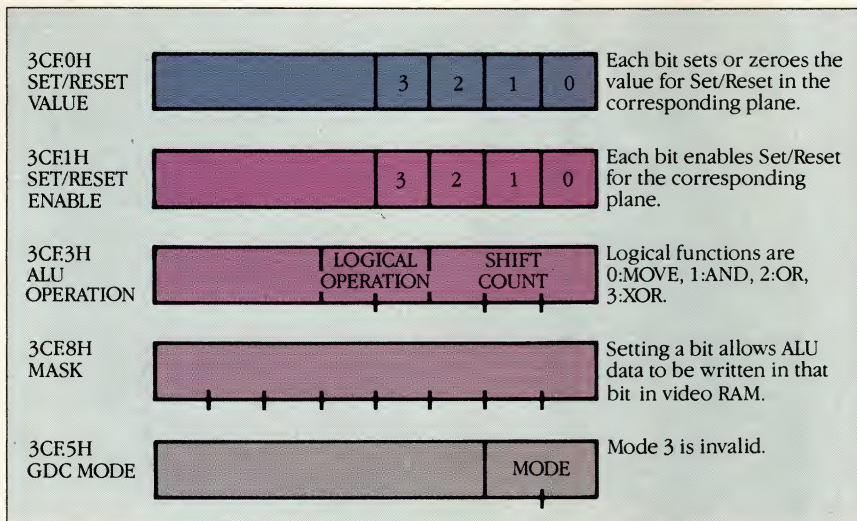 3CF.0H
SET/RESET
VALUE
3 2 1 0
Each bit sets or zeroes the
value for Set/Reset in the
corresponding plane.
3CF.1H
SET/RESET
ENABLE
3 2 1 0
Each bit enables Set/Reset
for the corresponding
plane.
3CF.3H
ALU
OPERATION
LOGICAL
OPERATION
SHIFT
COUNT
Logical functions are
0:MOVE, 1:AND, 2:OR,
3:XOR.
3CF.8H
MASK
Setting a bit allows ALU
data to be written in that
bit in video RAM.
3CF.5H
GDC MODE
MODE
Mode 3 is invalid.